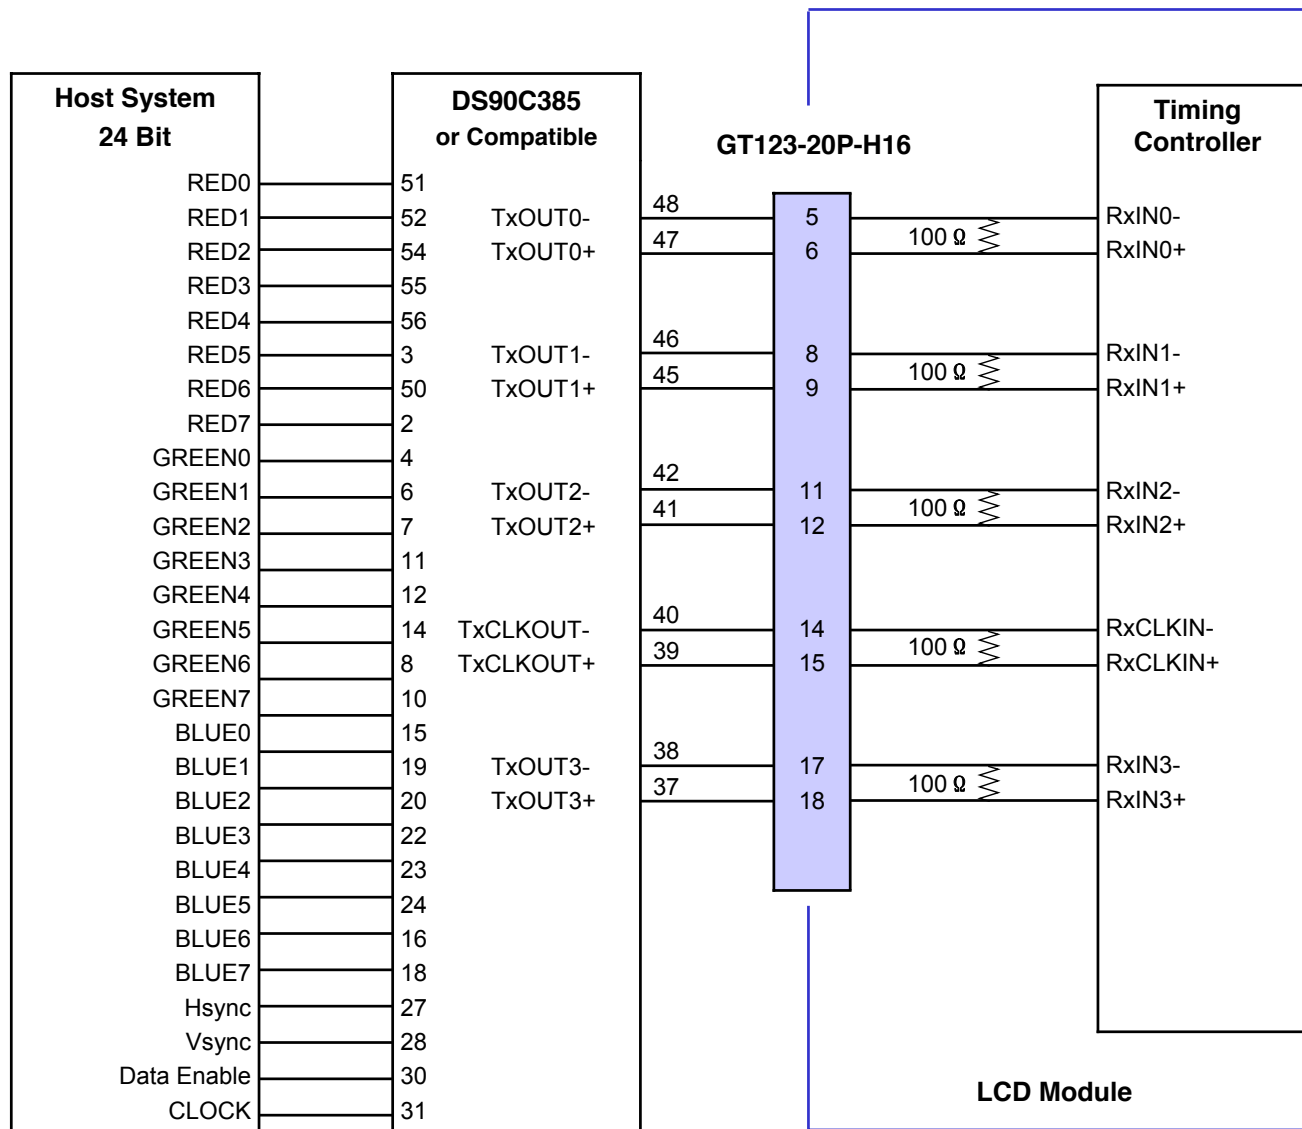 Host System
24 Bit
DS90C385
or Compatible
GT123-20P-H16
Timing
Controller
RED0 51
RED1 52 TxOUT0- 48 5 RxIN0-
100 Ω
RED2 54 TxOUT0+ 47 6 RxIN0+
RED3 55
RED4 56
RED5 3 TxOUT1- 46 8 RxIN1-
100 Ω
RED6 50 TxOUT1+ 45 9 RxIN1+
RED7 2
GREEN0 4
GREEN1 6 TxOUT2- 42 11 RxIN2-
100 Ω
GREEN2 7 TxOUT2+ 41 12 RxIN2+
GREEN3 11
GREEN4 12
GREEN5 14 TxCLKOUT- 40 14 RxCLKIN-
100 Ω
GREEN6 8 TxCLKOUT+ 39 15 RxCLKIN+
GREEN7 10
BLUE0 15
BLUE1 19 TxOUT3- 38 17 RxIN3-
100 Ω
BLUE2 20 TxOUT3+ 37 18 RxIN3+
BLUE3 22
BLUE4 23
BLUE5 24
BLUE6 16
BLUE7 18
Hsync 27
Vsync 28
Data Enable 30
CLOCK 31
LCD Module